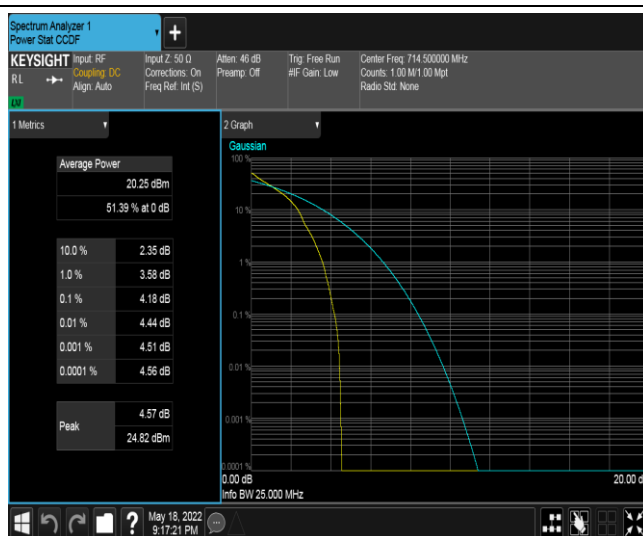 Spectrum Analyzer 1
Power Stat CCDF
+
KEYSIGHT
RL
LXI
Input: RF
Coupling: DC
Align: Auto
Input Z: 50 Ω
Corrections: On
Freq Ref: Int (S)
Atten: 46 dB
Preamp: Off
Trig: Free Run
#IF Gain: Low
Center Freq: 714.500000 MHz
Counts: 1.00 M/1.00 Mpt
Radio Std: None
1 Metrics
Average Power
20.25 dBm
51.39 % at 0 dB
10.0 % 2.35 dB
1.0 % 3.58 dB
0.1 % 4.18 dB
0.01 % 4.44 dB
0.001 % 4.51 dB
0.0001 % 4.56 dB
Peak
4.57 dB
24.82 dBm
2 Graph
Gaussian
100 %
10 %
1 %
0.1 %
0.01 %
0.001 %
0.0001 %
0.00 dB
20.00 d
Info BW 25.000 MHz
?
May 18, 2022
9:17:21 PM